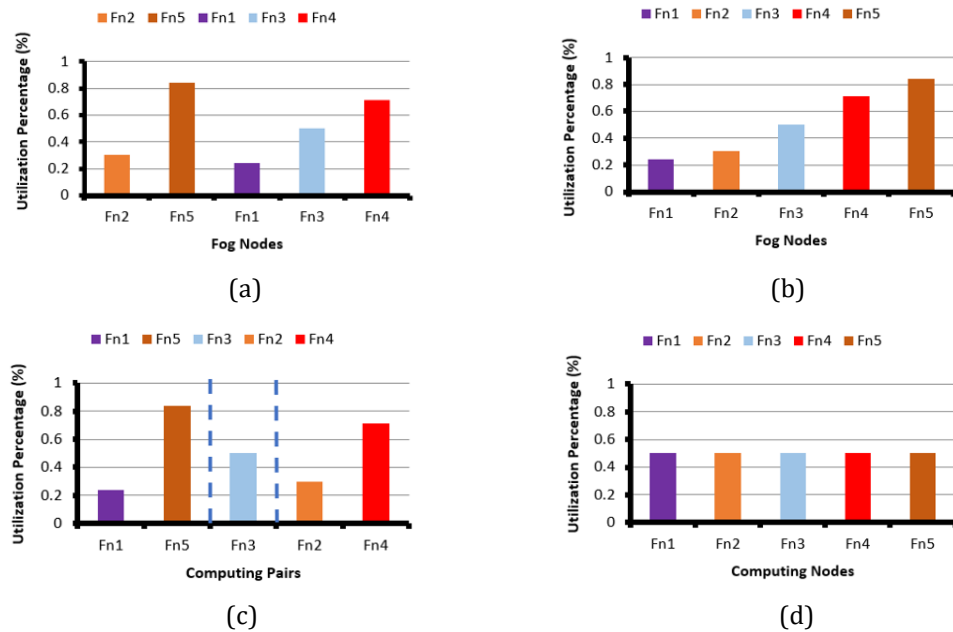 Fn2 Fn5 Fn1 Fn3 Fn4
Utilization Percentage (%)
1
0.8
0.6
0.4
0.2
0
Fn2 Fn5 Fn1 Fn3 Fn4
Fog Nodes
(a)
Fn1 Fn2 Fn3 Fn4 Fn5
Utilization Percentage (%)
1
0.8
0.6
0.4
0.2
0
Fn1 Fn2 Fn3 Fn4 Fn5
Fog Nodes
(b)
Fn1 Fn5 Fn3 Fn2 Fn4
Utilization Percentage (%)
1
0.8
0.6
0.4
0.2
0
Fn1 Fn5 Fn3 Fn2 Fn4
Computing Pairs
(c)
Fn1 Fn2 Fn3 Fn4 Fn5
Utilization Percentage (%)
1
0.8
0.6
0.4
0.2
0
Fn1 Fn2 Fn3 Fn4 Fn5
Computing Nodes
(d)